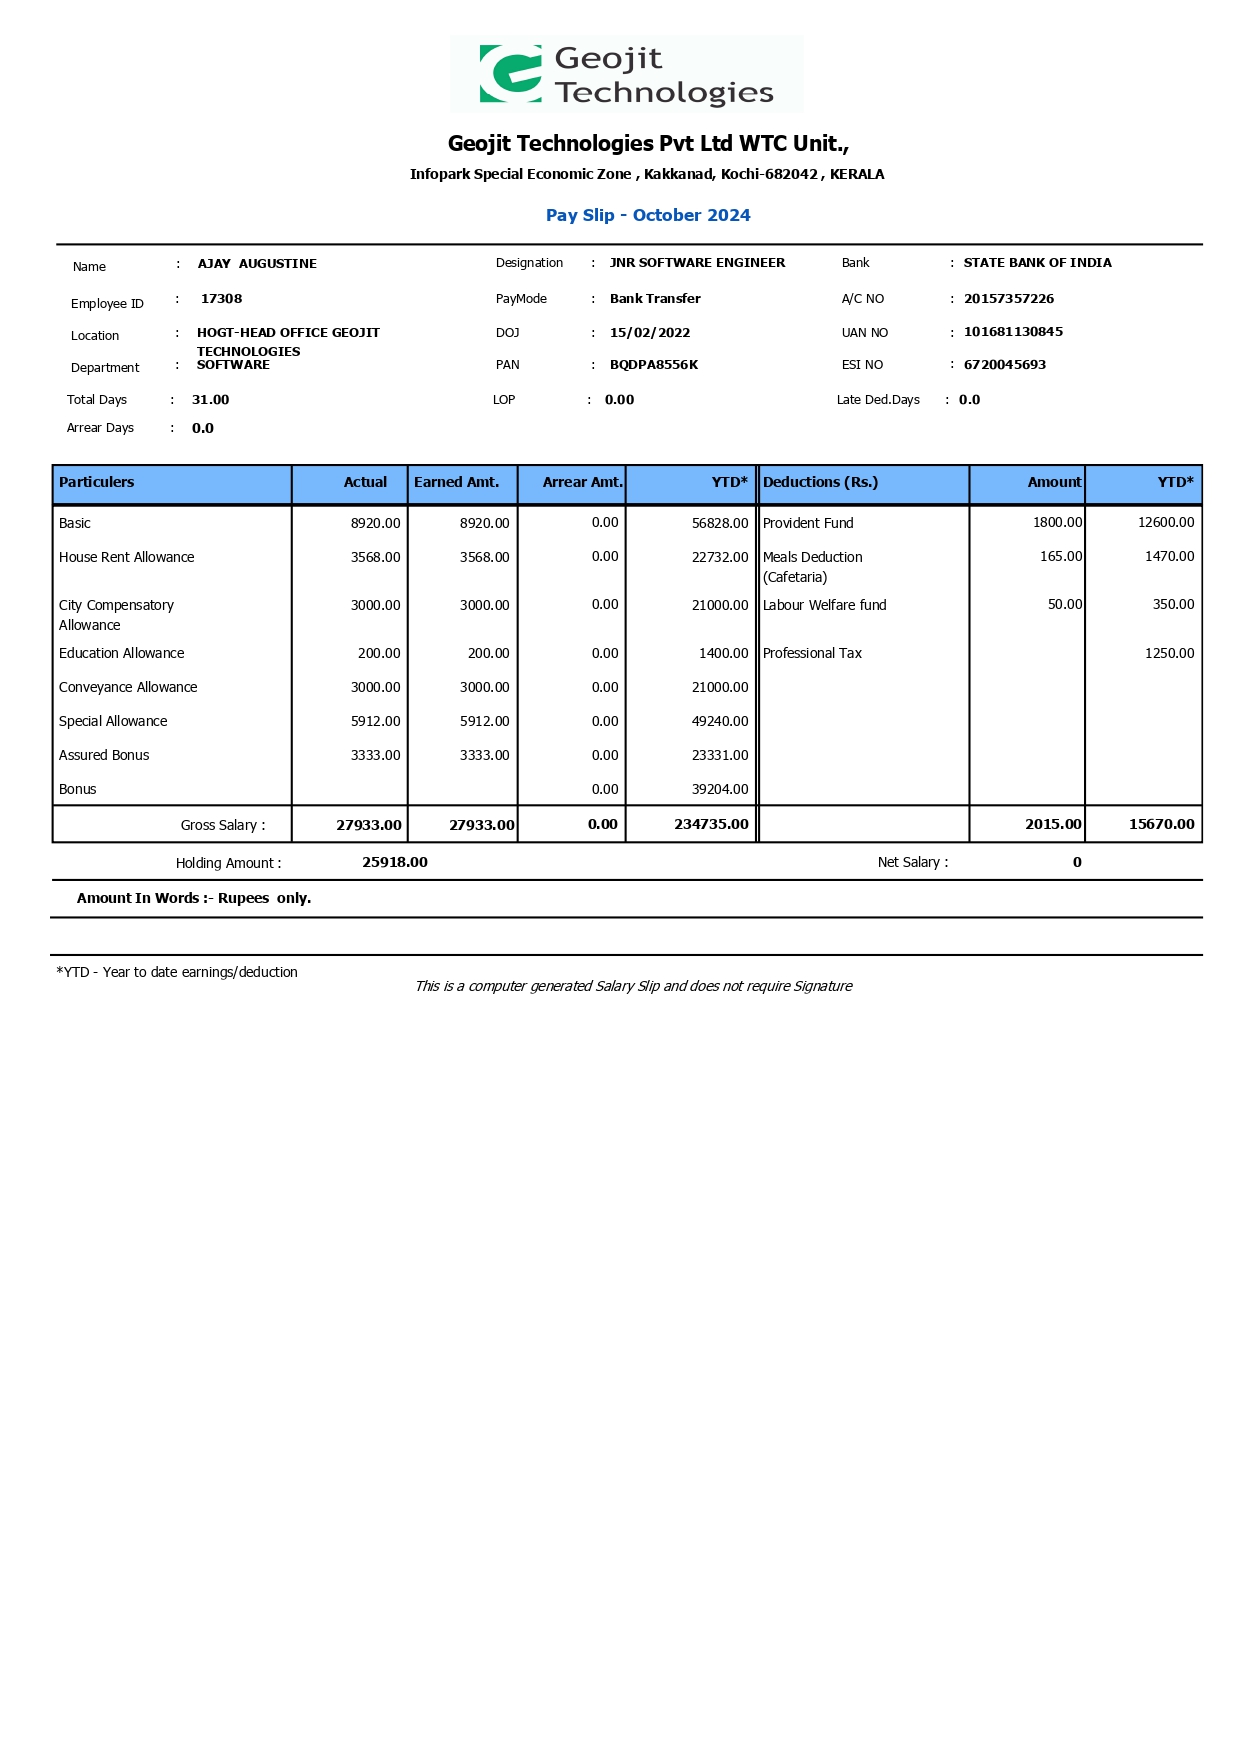 Geojit
Technologies
Geojit Technologies Pvt Ltd WTC Unit.,
Infopark Special Economic Zone , Kakkanad, Kochi-682042 , KERALA
Pay Slip - October 2024
Name : AJAY AUGUSTINE Designation : JNR SOFTWARE ENGINEER Bank : STATE BANK OF INDIA
Employee ID : 17308 PayMode : Bank Transfer A/C NO : 20157357226
Location : HOGT-HEAD OFFICE GEOJIT DOJ : 15/02/2022 UAN NO : 101681130845
TECHNOLOGIES
Department : SOFTWARE PAN : BQDPA8556K ESI NO : 6720045693
Total Days : 31.00 LOP : 0.00 Late Ded.Days : 0.0
Arrear Days : 0.0
Particulers Actual Earned Amt. Arrear Amt. YTD* Deductions (Rs.) Amount YTD*
Basic 8920.00 8920.00 0.00 56828.00 Provident Fund 1800.00 12600.00
House Rent Allowance 3568.00 3568.00 0.00 22732.00 Meals Deduction 165.00 1470.00
(Cafetaria)
City Compensatory 3000.00 3000.00 0.00 21000.00 Labour Welfare fund 50.00 350.00
Allowance
Education Allowance 200.00 200.00 0.00 1400.00 Professional Tax 1250.00
Conveyance Allowance 3000.00 3000.00 0.00 21000.00
Special Allowance 5912.00 5912.00 0.00 49240.00
Assured Bonus 3333.00 3333.00 0.00 23331.00
Bonus 0.00 39204.00
Gross Salary : 27933.00 27933.00 0.00 234735.00 2015.00 15670.00
Holding Amount : 25918.00 Net Salary : 0
Amount In Words :- Rupees only.
*YTD - Year to date earnings/deduction
This is a computer generated Salary Slip and does not require Signature